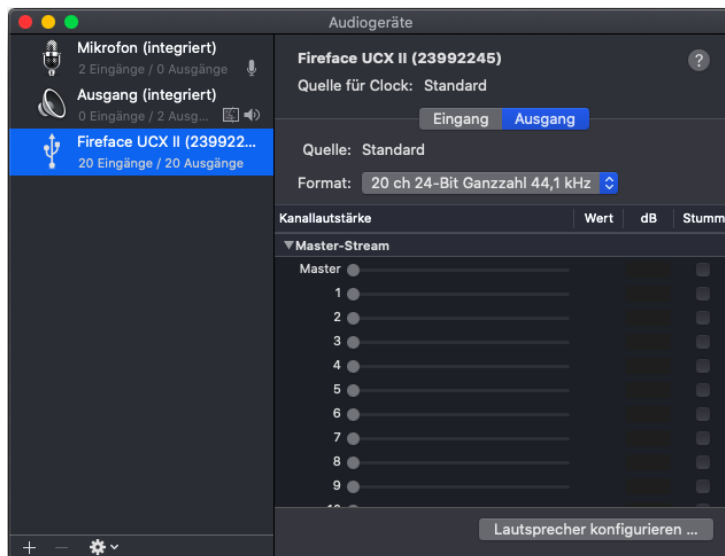 Audiogeräte
Mikrofon (integriert)
2 Eingänge / 0 Ausgänge
Ausgang (integriert)
0 Eingänge / 2 Ausg...
Fireface UCX II (239922...
20 Eingänge / 20 Ausgänge
Fireface UCX II (23992245)
?
Quelle für Clock: Standard
Eingang Ausgang
Quelle: Standard
Format: 20 ch 24-Bit Ganzzahl 44,1 kHz
Kanallautstärke Wert dB Stumm
Master-Stream
Master
1
2
3
4
5
6
7
8
9
Lautsprecher konfigurieren ...